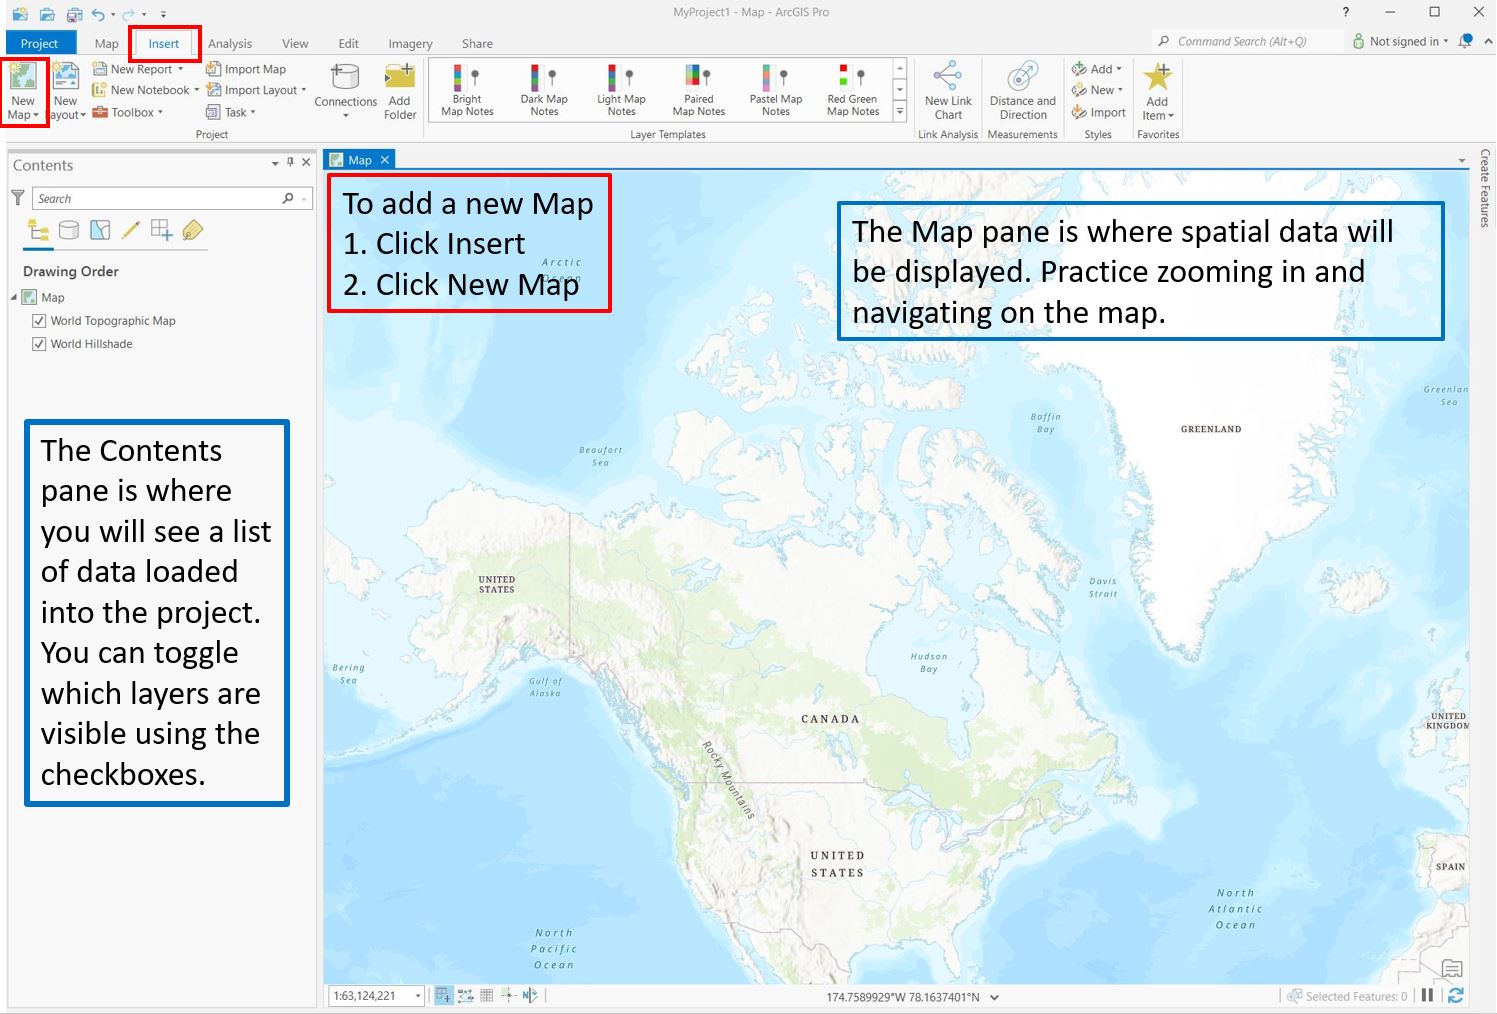 MyProject1 - Map - ArcGIS Pro
?
Project Map Insert Analysis View Edit Imagery Share
Command Search (Alt+Q)
Not signed in
New
Map
New
Layout
New Report
New Notebook
Toolbox
Import Map
Import Layout
Task
Project
Connections
Add
Folder
Bright
Map Notes
Dark Map
Notes
Light Map
Notes
Paired
Map Notes
Pastel Map
Notes
Red Green
Map Notes
Layer Templates
New Link
Chart
Link Analysis
Distance and
Direction
Measurements
Add
New
Import
Styles
Add
Item
Favorites
Contents
Search
Drawing Order
Map
World Topographic Map
World Hillshade
The Contents
pane is where
you will see a list
of data loaded
into the project.
You can toggle
which layers are
visible using the
checkboxes.
Map
Create Features
To add a new Map
1. Click Insert
2. Click New Map
The Map pane is where spatial data will
be displayed. Practice zooming in and
navigating on the map.
Arctic
Ocean
Greenlan
Sea
Baffin
Bay
GREENLAND
Beaufort
Sea
UNITED
STATES
Davis
Strait
Bering
Sea
Gulf of
Alaska
Hudson
Bay
CANADA
Rocky Mountains
UNITED
KINGDOM
UNITED
STATES
SPAIN
North
Atlantic
Ocean
North
Pacific
Ocean
1:63,124,221
174.7589929°W 78.1637401°N
Selected Features: 0